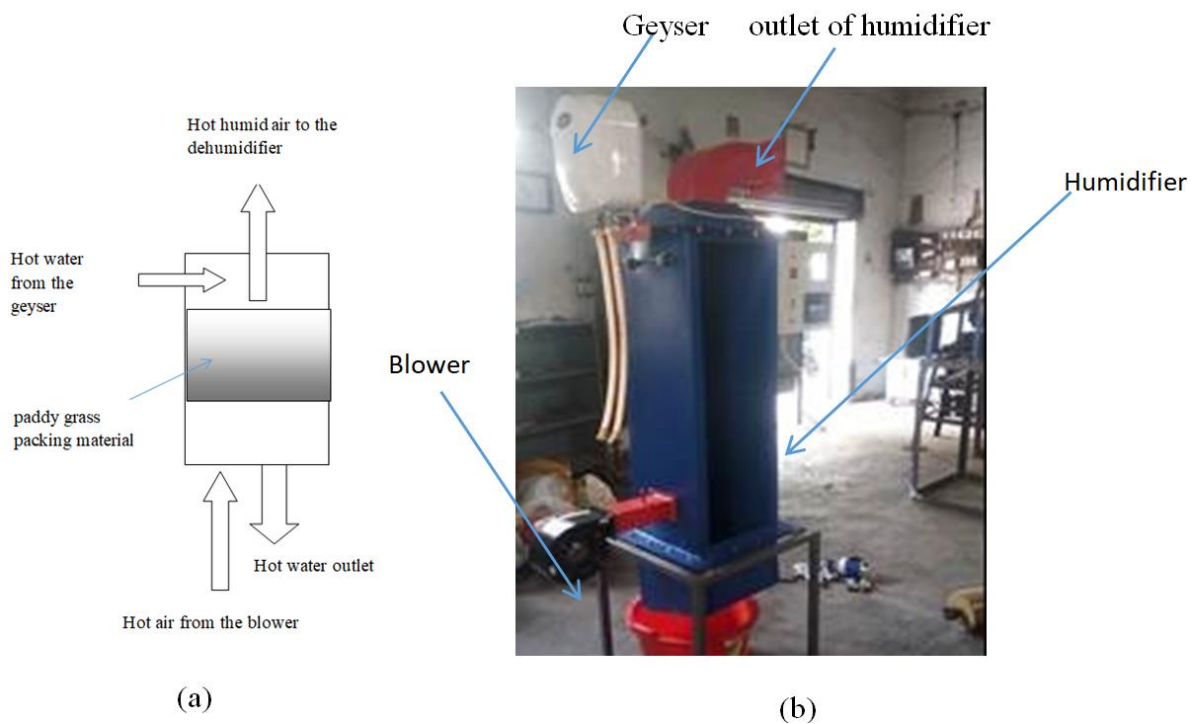 Geyser
outlet of humidifier
Hot humid air to the
dehumidifier
Humidifier
Hot water
from the
geyser
Blower
paddy grass
packing material
Hot water outlet
Hot air from the blower
(a)
(b)